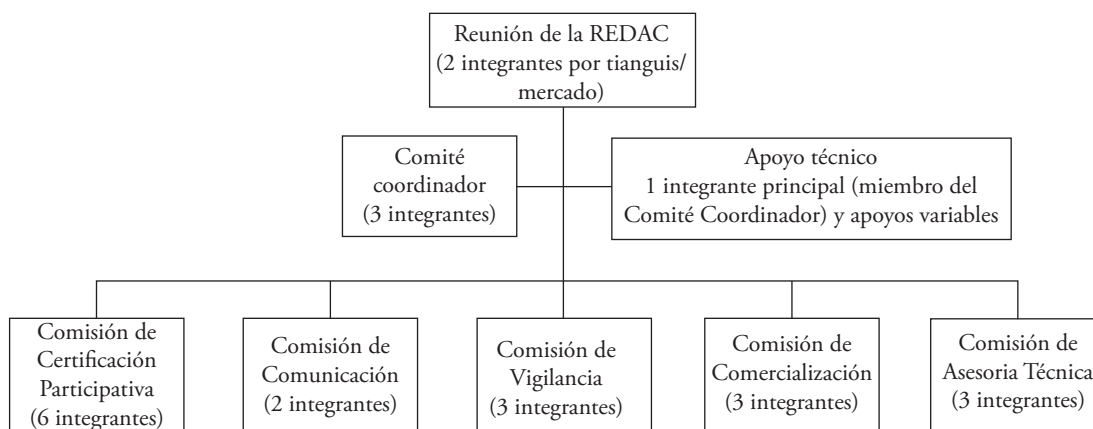 Reunión de la REDAC
(2 integrantes por tianguis/
mercado)
Comité
coordinador
(3 integrantes)
Apoyo técnico
1 integrante principal (miembro del
Comité Coordinador) y apoyos variables
Comisión de
Certificación
Participativa
(6 integrantes)
Comisión de
Comunicación
(2 integrantes)
Comisión de
Vigilancia
(3 integrantes)
Comisión de
Comercialización
(3 integrantes)
Comisión de
Asesoria Técnica
(3 integrantes)